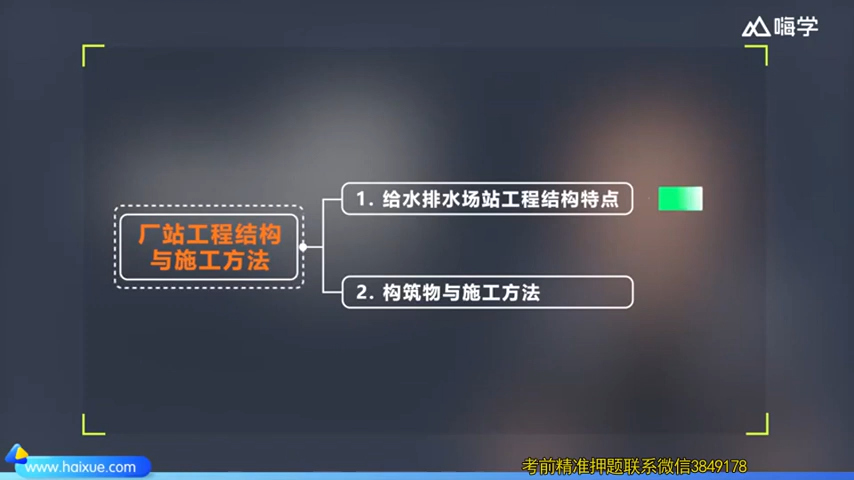 嗨学
1. 给水排水场站工程结构特点
厂站工程结构
与施工方法
2. 构筑物与施工方法
www.haixue.com
考前精准押题联系微信3849178